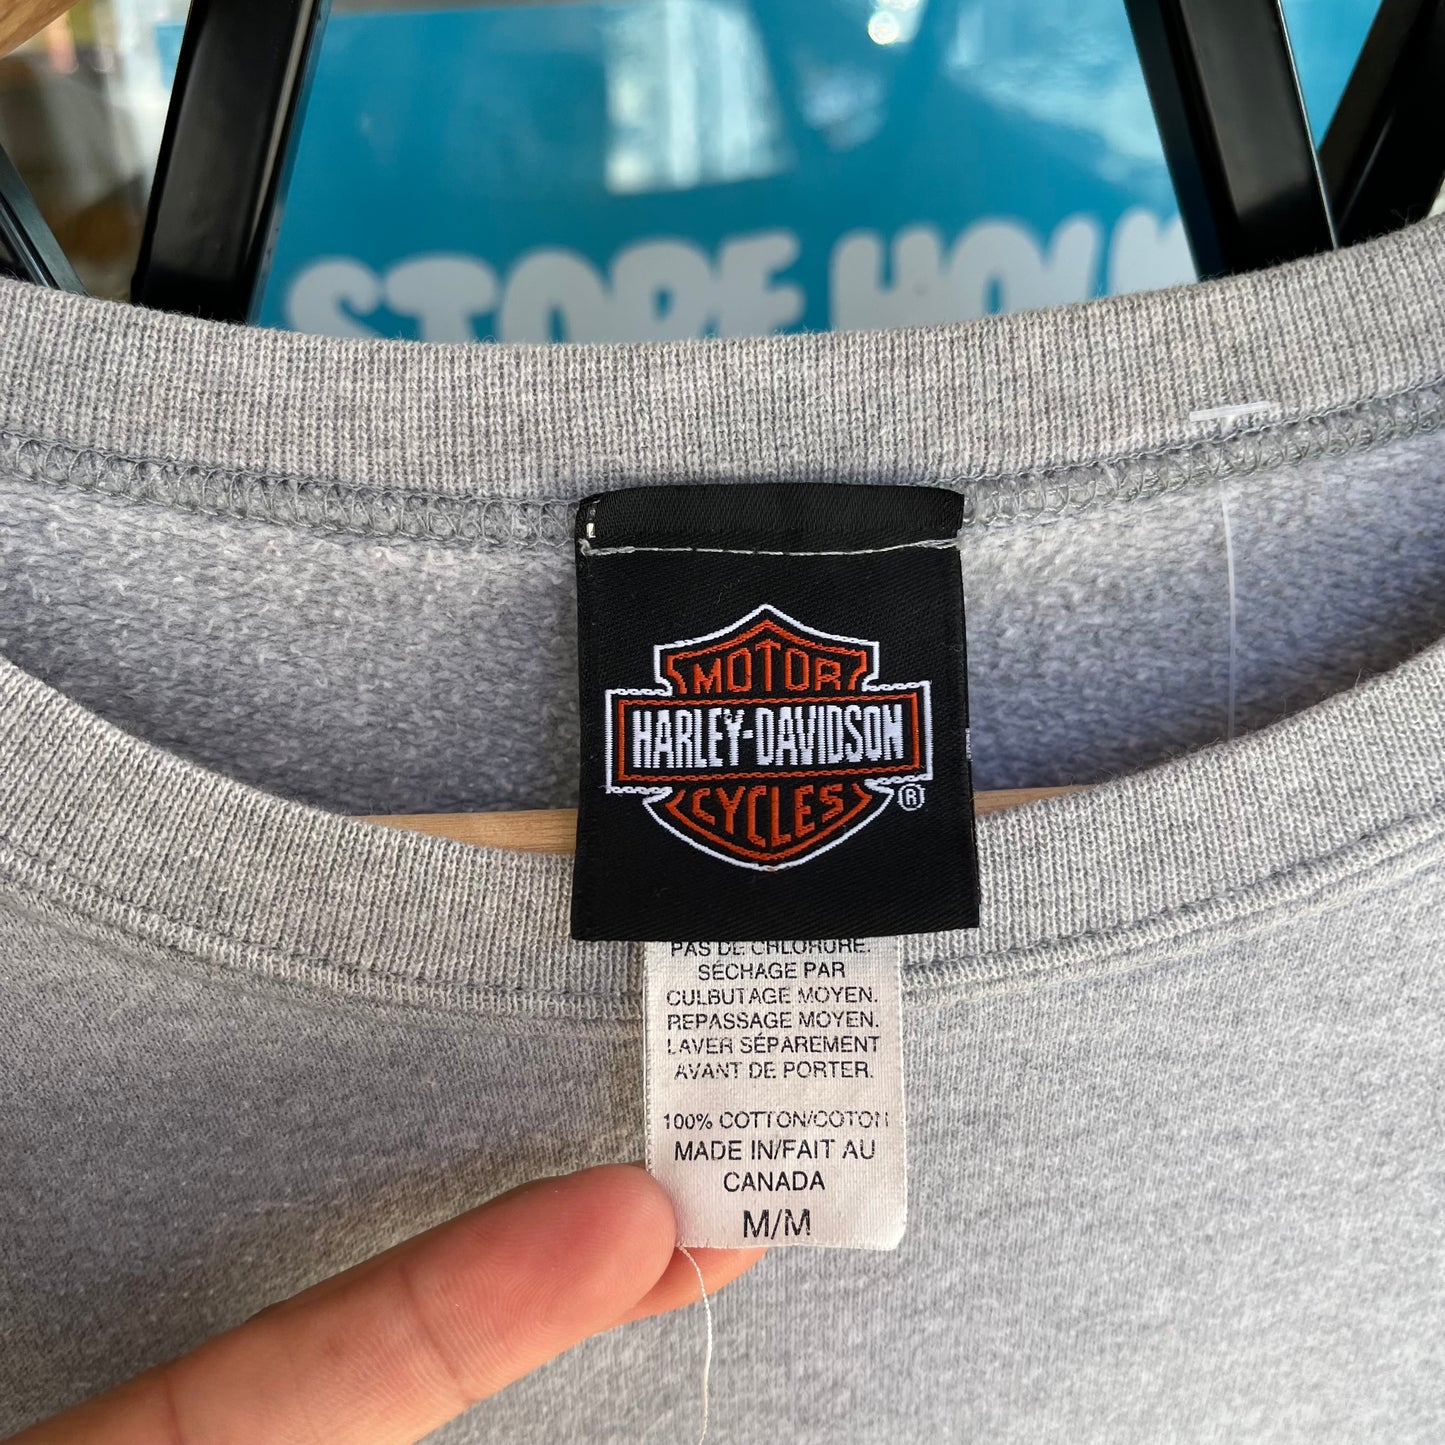 STORE
MOTOR
HARLEY-DAVIDSON
CYCLES ®
PAS DE CHLORURE.
SÉCHAGE PAR
CULBUTAGE MOYEN.
REPASSAGE MOYEN.
LAVER SÉPAREMENT
AVANT DE PORTER.
100% COTTON/COTON
MADE IN/FAIT AU
CANADA
M/M